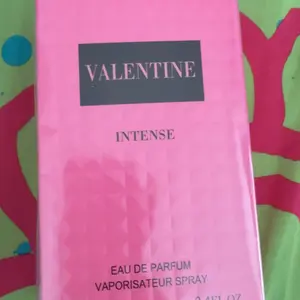 VALENTINE
INTENSE
EAU DE PARFUM
VAPORISATEUR SPRAY